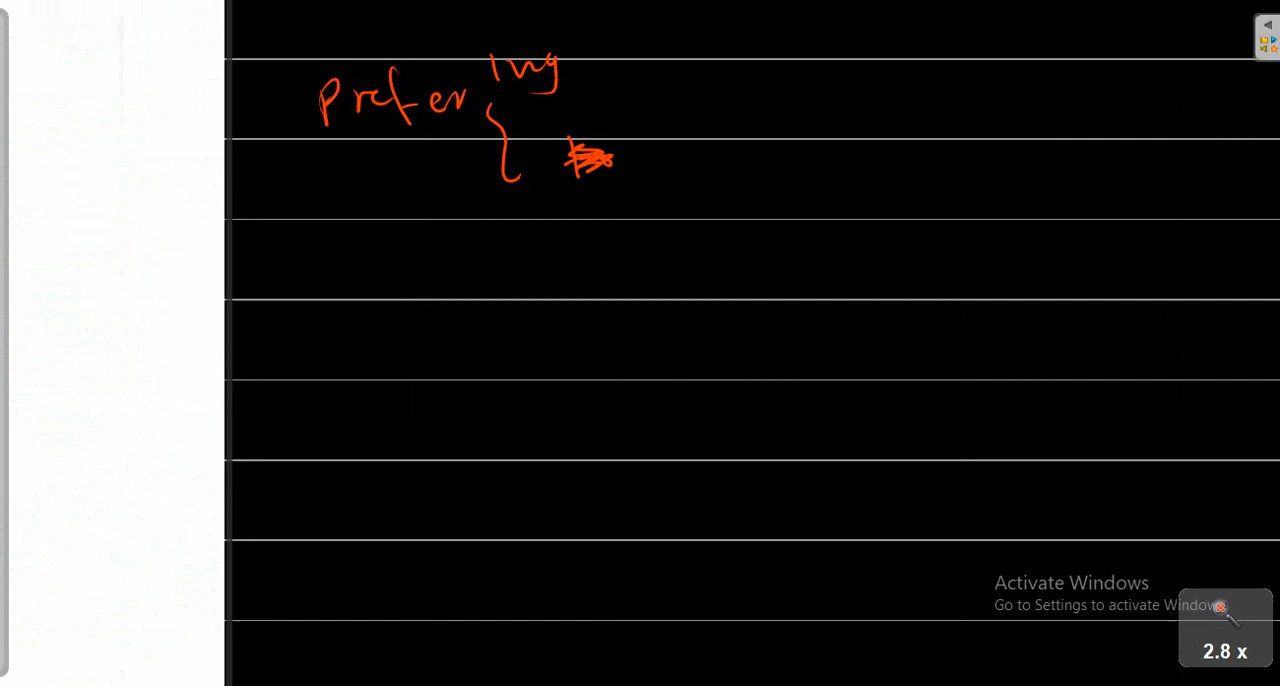 ing
prefer {
Activate Windows
Go to Settings to activate Windows.
2.8 x